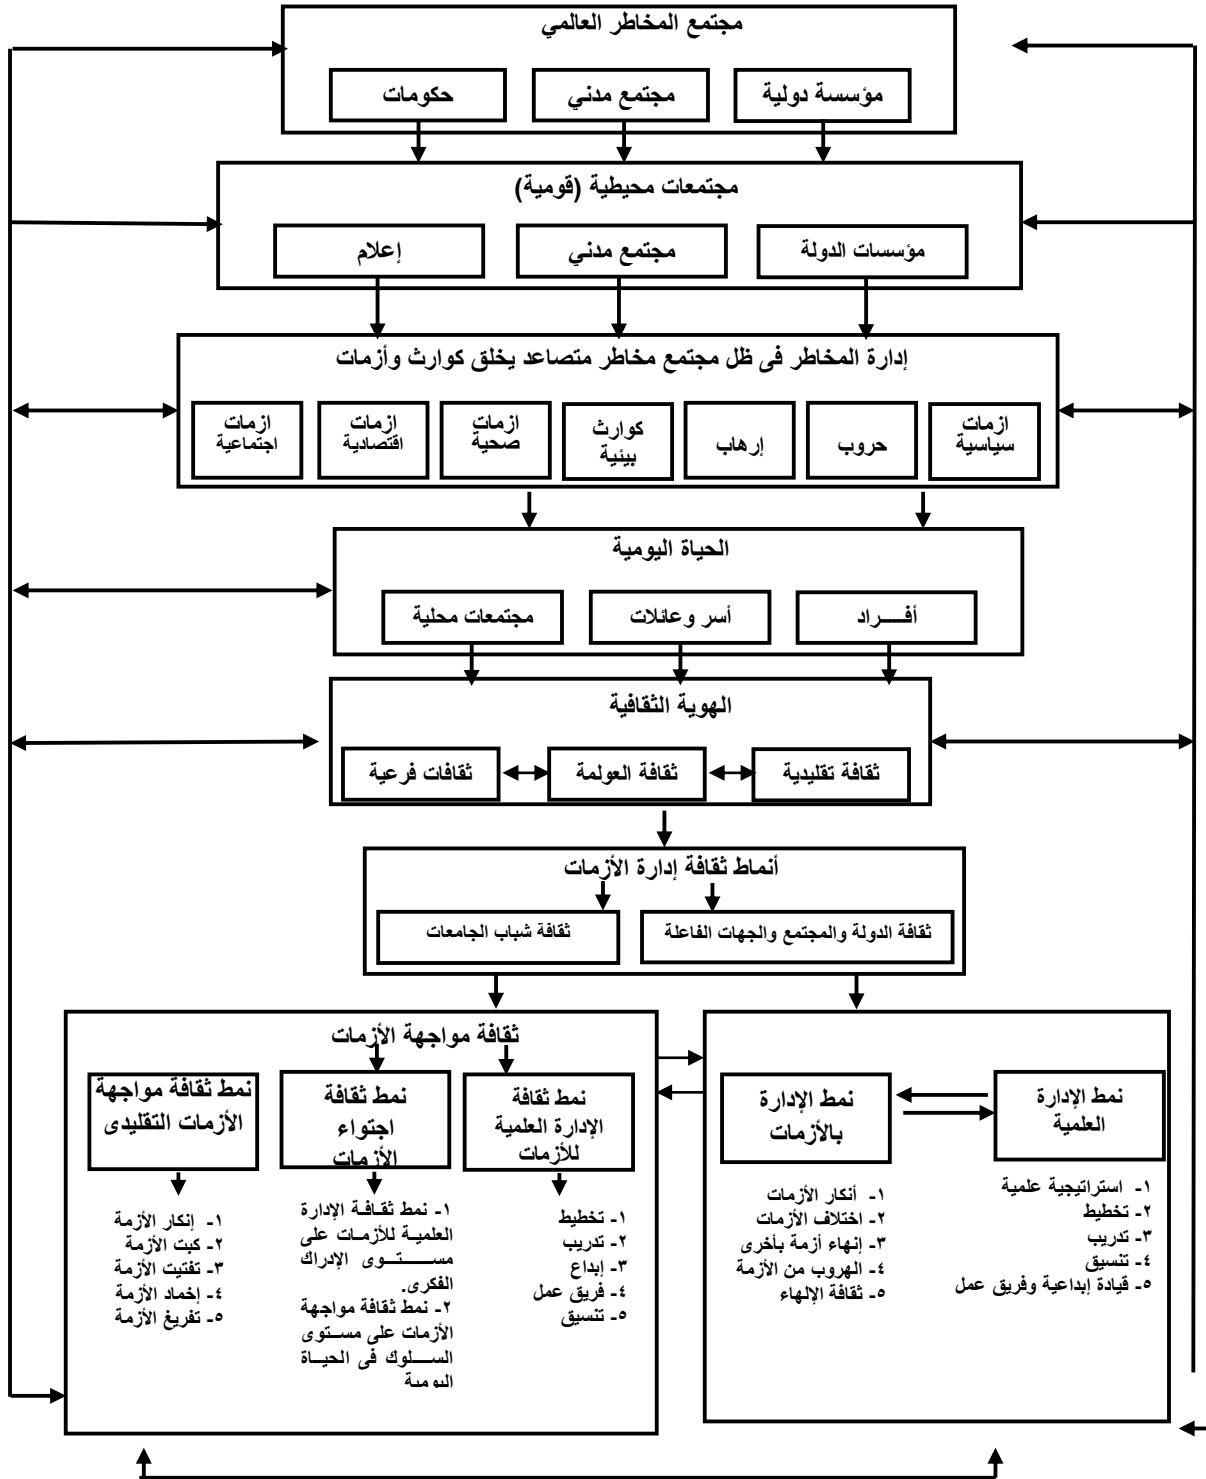 مجتمع المخاطر العالمي
مؤسسة دولية
مجتمع مدني
حكومات
مجتمعات محيطية (قومية)
مؤسسات الدولة
مجتمع مدني
إعلام
إدارة المخاطر فى ظل مجتمع مخاطر متصاعد يخلق كوارث وأزمات
ازمات
سياسية
حروب
إرهاب
كوارث
بيئية
ازمات
صحية
ازمات
اقتصادية
ازمات
اجتماعية
الحياة اليومية
أفـــــراد
أسر وعائلات
مجتمعات محلية
الهوية الثقافية
ثقافة تقليدية
ثقافة العولمة
ثقافات فرعية
أنماط ثقافة إدارة الأزمات
ثقافة الدولة والمجتمع والجهات الفاعلة
ثقافة شباب الجامعات
نمط الإدارة
العلمية
١- استراتيجية علمية
٢- تخطيط
٣- تدريب
٤- تنسيق
٥- قيادة إبداعية وفريق عمل
نمط الإدارة
بالأزمات
١- أنكار الأزمات
٢- اختلاف الأزمات
٣- إنهاء أزمة بأخرى
٤- الهروب من الأزمة
٥- ثقافة الإلهاء
ثقافة مواجهة الأزمات
نمط ثقافة
الإدارة العلمية
للأزمات
١- تخطيط
٢- تدريب
٣- إبداع
٤- فريق عمل
٥- تنسيق
نمط ثقافة
اجتواء
الأزمات
١- نمط ثقافة الإدارة
العلمية للأزمات على
مستوى الإدراك
الفكرى.
٢- نمط ثقافة مواجهة
الأزمات على مستوى
السلوك فى الحياة
اليومية
نمط ثقافة مواجهة
الأزمات التقليدى
١- إنكار الأزمة
٢- كبت الأزمة
٣- تفتيت الأزمة
٤- إخماد الأزمة
٥- تفريغ الأزمة